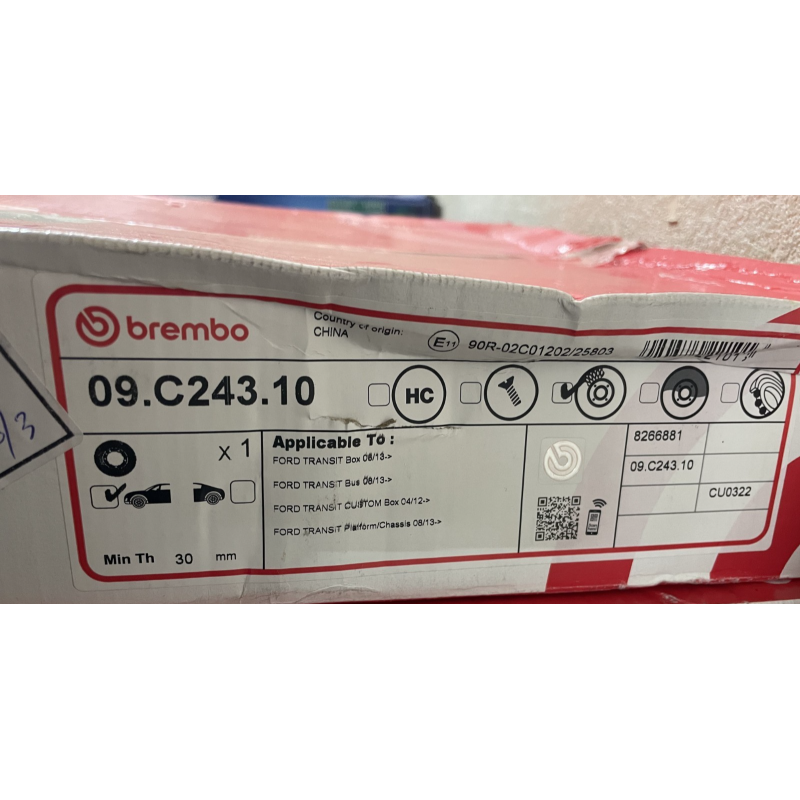 brembo
Country of origin:
CHINA
E11 90R-02C01202/25803
09.C243.10
HC
x 1
Min Th 30 mm
Applicable To :
FORD TRANSIT Box 08/13->
FORD TRANSIT Bus 08/13->
FORD TRANSIT CUSTOM Box 04/12->
FORD TRANSIT Platform/Chassis 08/13->
8266881
09.C243.10
CU0322